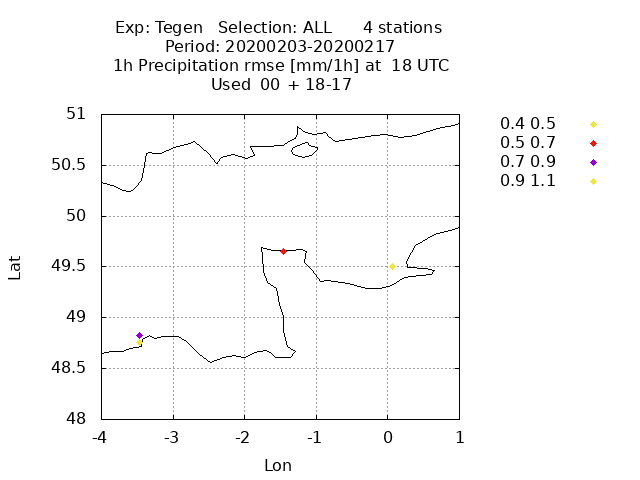 Exp: Tegen   Selection: ALL      4 stations
Period: 20200203-20200217
1h Precipitation rmse [mm/1h] at  18 UTC
Used  00 + 18-17
0.4 0.5
0.5 0.7
0.7 0.9
0.9 1.1
51
50.5
50
49.5
49
48.5
48
-4 -3 -2 -1 0 1
Lat
Lon